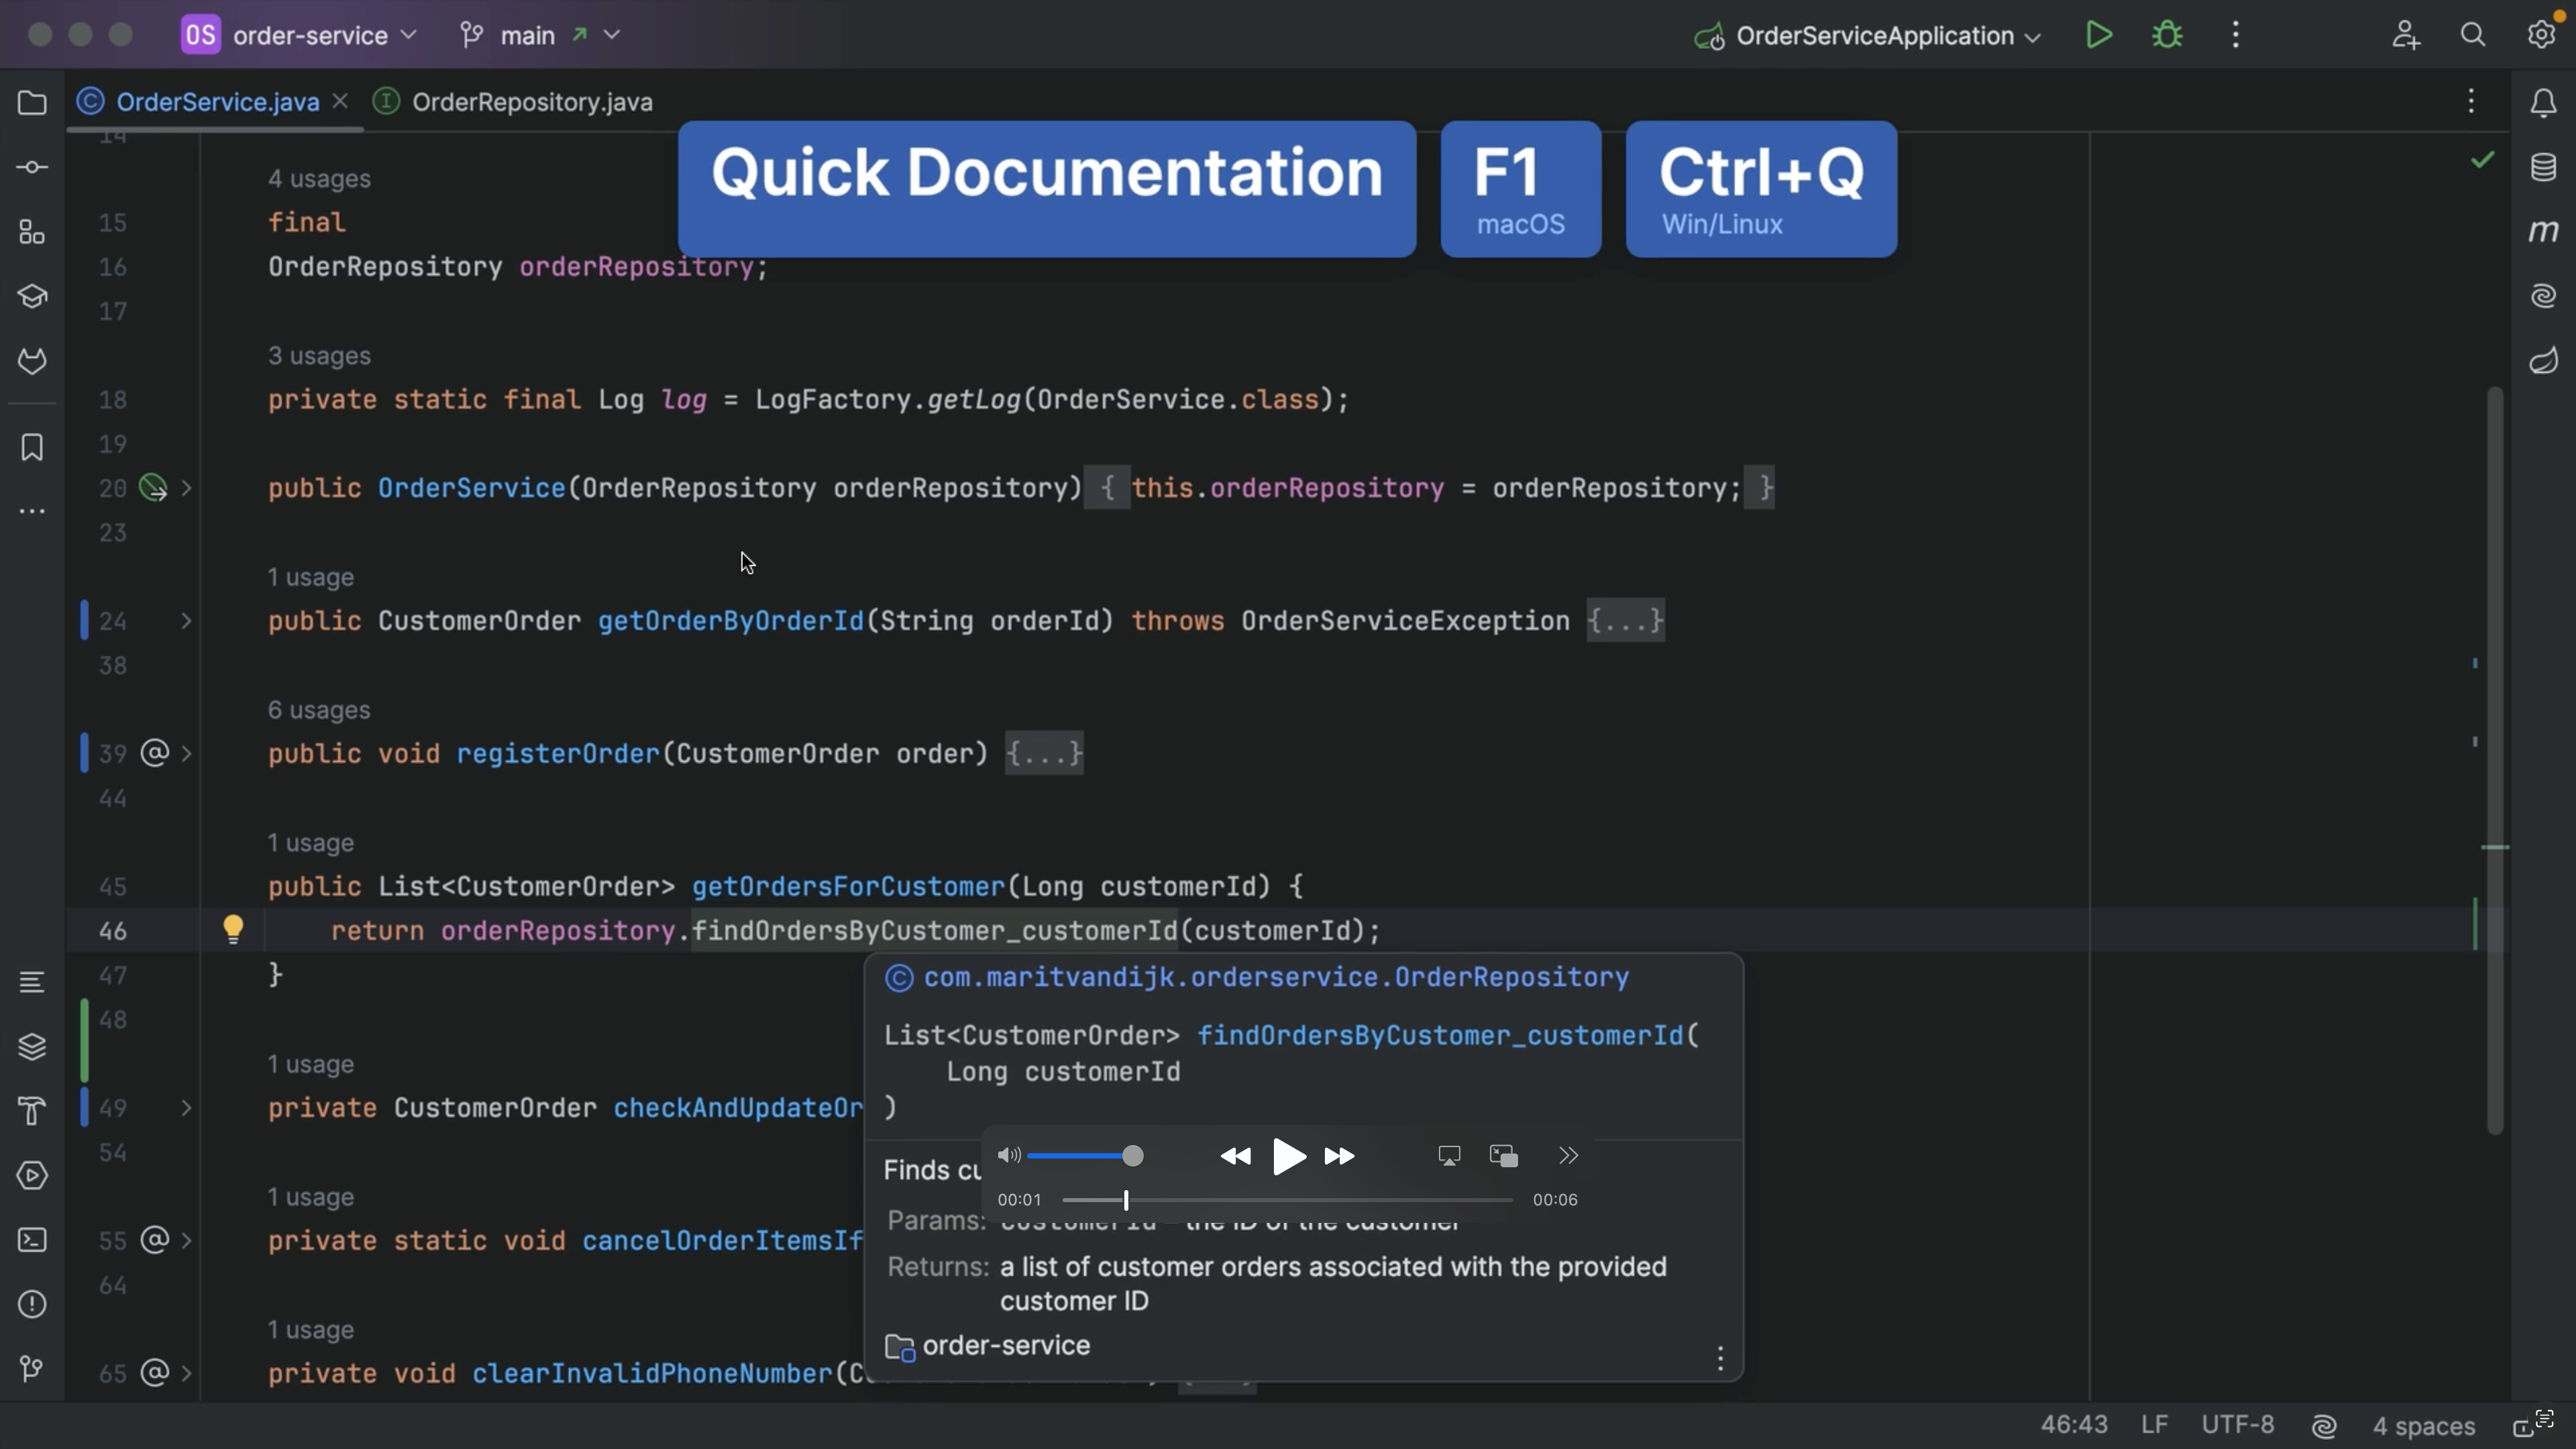 OS order-service main OrderServiceApplication
OrderService.java OrderRepository.java
Quick Documentation F1 Ctrl+Q
macOS Win/Linux
14
4 usages
15 final
16 OrderRepository orderRepository;
17
3 usages
18 private static final Log log = LogFactory.getLog(OrderService.class);
19
20 public OrderService(OrderRepository orderRepository) { this.orderRepository = orderRepository; }
23
1 usage
24 public CustomerOrder getOrderByOrderId(String orderId) throws OrderServiceException {...}
38
6 usages
39 public void registerOrder(CustomerOrder order) {...}
44
1 usage
45 public List<CustomerOrder> getOrdersForCustomer(Long customerId) {
46 return orderRepository.findOrdersByCustomer_customerId(customerId);
47 }
48
1 usage
49 private CustomerOrder checkAndUpdateOr
54
1 usage
55 private static void cancelOrderItemsIf
64
1 usage
65 private void clearInvalidPhoneNumber(C
com.maritvandijk.orderservice.OrderRepository
List<CustomerOrder> findOrdersByCustomer_customerId(
Long customerId
)
Finds cu
00:01 00:06
Params: customerId the ID of the customer
Returns: a list of customer orders associated with the provided
customer ID
order-service
46:43 LF UTF-8 4 spaces